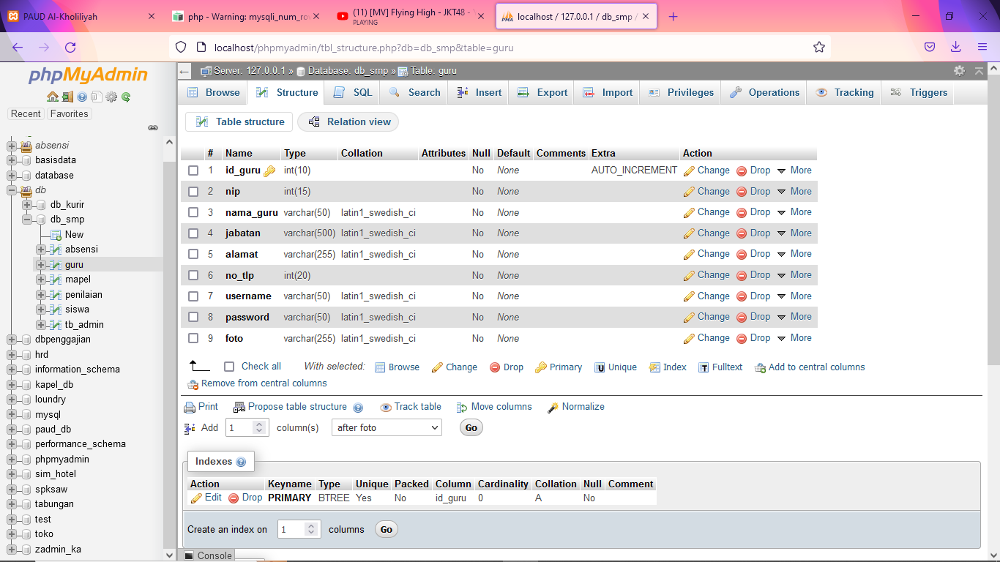 PAUD Al-Kholiliyah
php - Warning: mysqli_num_ro
(11) [MV] Flying High - JKT48 -
PLAYING
localhost / 127.0.0.1 / db_smp /
localhost/phpmyadmin/tbl_structure.php?db=db_smp&table=guru
phpMyAdmin
Recent Favorites
absensi
basisdata
database
db
db_kurir
db_smp
New
absensi
guru
mapel
penilaian
siswa
tb_admin
dbpenggajian
hrd
information_schema
kapel_db
loundry
mysql
paud_db
performance_schema
phpmyadmin
sim_hotel
spksaw
tabungan
test
toko
zadmin_ka
Server: 127.0.0.1 » Database: db_smp » Table: guru
Browse Structure SQL Search Insert Export Import Privileges Operations Tracking Triggers
Table structure Relation view
# Name Type Collation Attributes Null Default Comments Extra Action
1 id_guru int(10) No None AUTO_INCREMENT Change Drop More
2 nip int(15) No None Change Drop More
3 nama_guru varchar(50) latin1_swedish_ci No None Change Drop More
4 jabatan varchar(500) latin1_swedish_ci No None Change Drop More
5 alamat varchar(255) latin1_swedish_ci No None Change Drop More
6 no_tlp int(20) No None Change Drop More
7 username varchar(50) latin1_swedish_ci No None Change Drop More
8 password varchar(50) latin1_swedish_ci No None Change Drop More
9 foto varchar(255) latin1_swedish_ci No None Change Drop More
Check all With selected: Browse Change Drop Primary Unique Index Fulltext Add to central columns
Remove from central columns
Print Propose table structure Track table Move columns Normalize
Add 1 column(s) after foto Go
Indexes
Action Keyname Type Unique Packed Column Cardinality Collation Null Comment
Edit Drop PRIMARY BTREE Yes No id_guru 0 A No
Create an index on 1 columns Go
Console